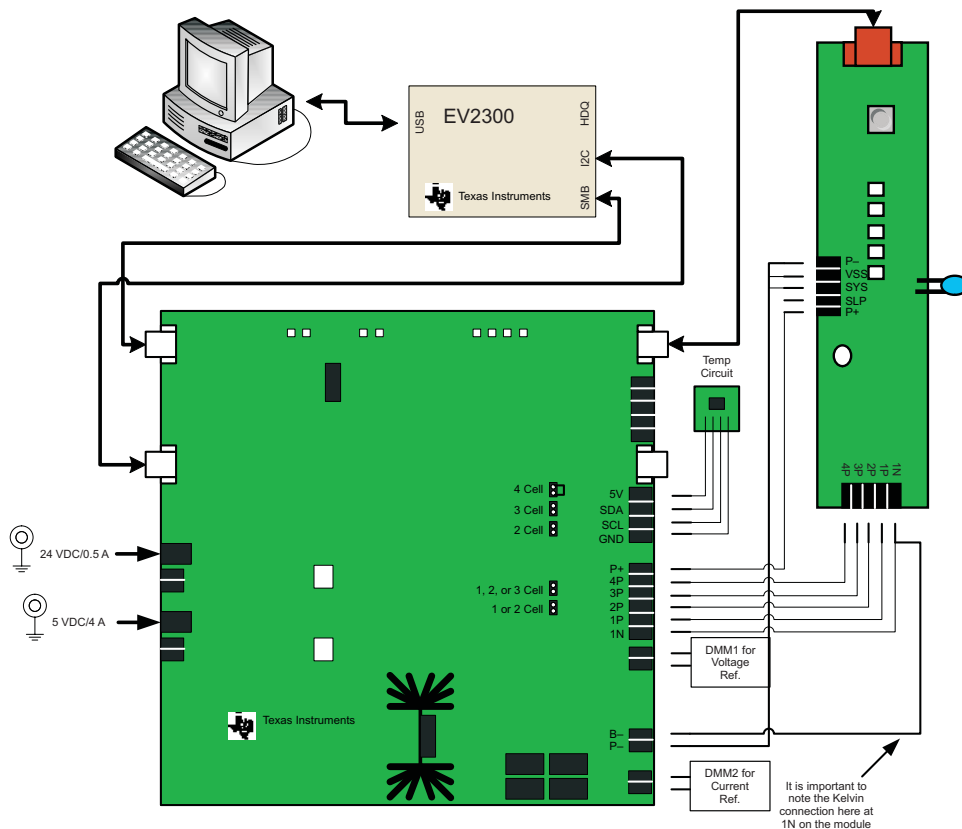 USB
EV2300
HDQ
I2C
SMB
Texas Instruments
P–
VSS
SYS
SLP
P+
Temp
Circuit
4P
3P
2P
1P
1N
4 Cell
3 Cell
2 Cell
5V
SDA
SCL
GND
24 VDC/0.5 A
5 VDC/4 A
1, 2, or 3 Cell
1 or 2 Cell
P+
4P
3P
2P
1P
1N
DMM1 for
Voltage
Ref.
Texas Instruments
B–
P–
DMM2 for
Current
Ref.
It is important to
note the Kelvin
connection here at
1N on the module